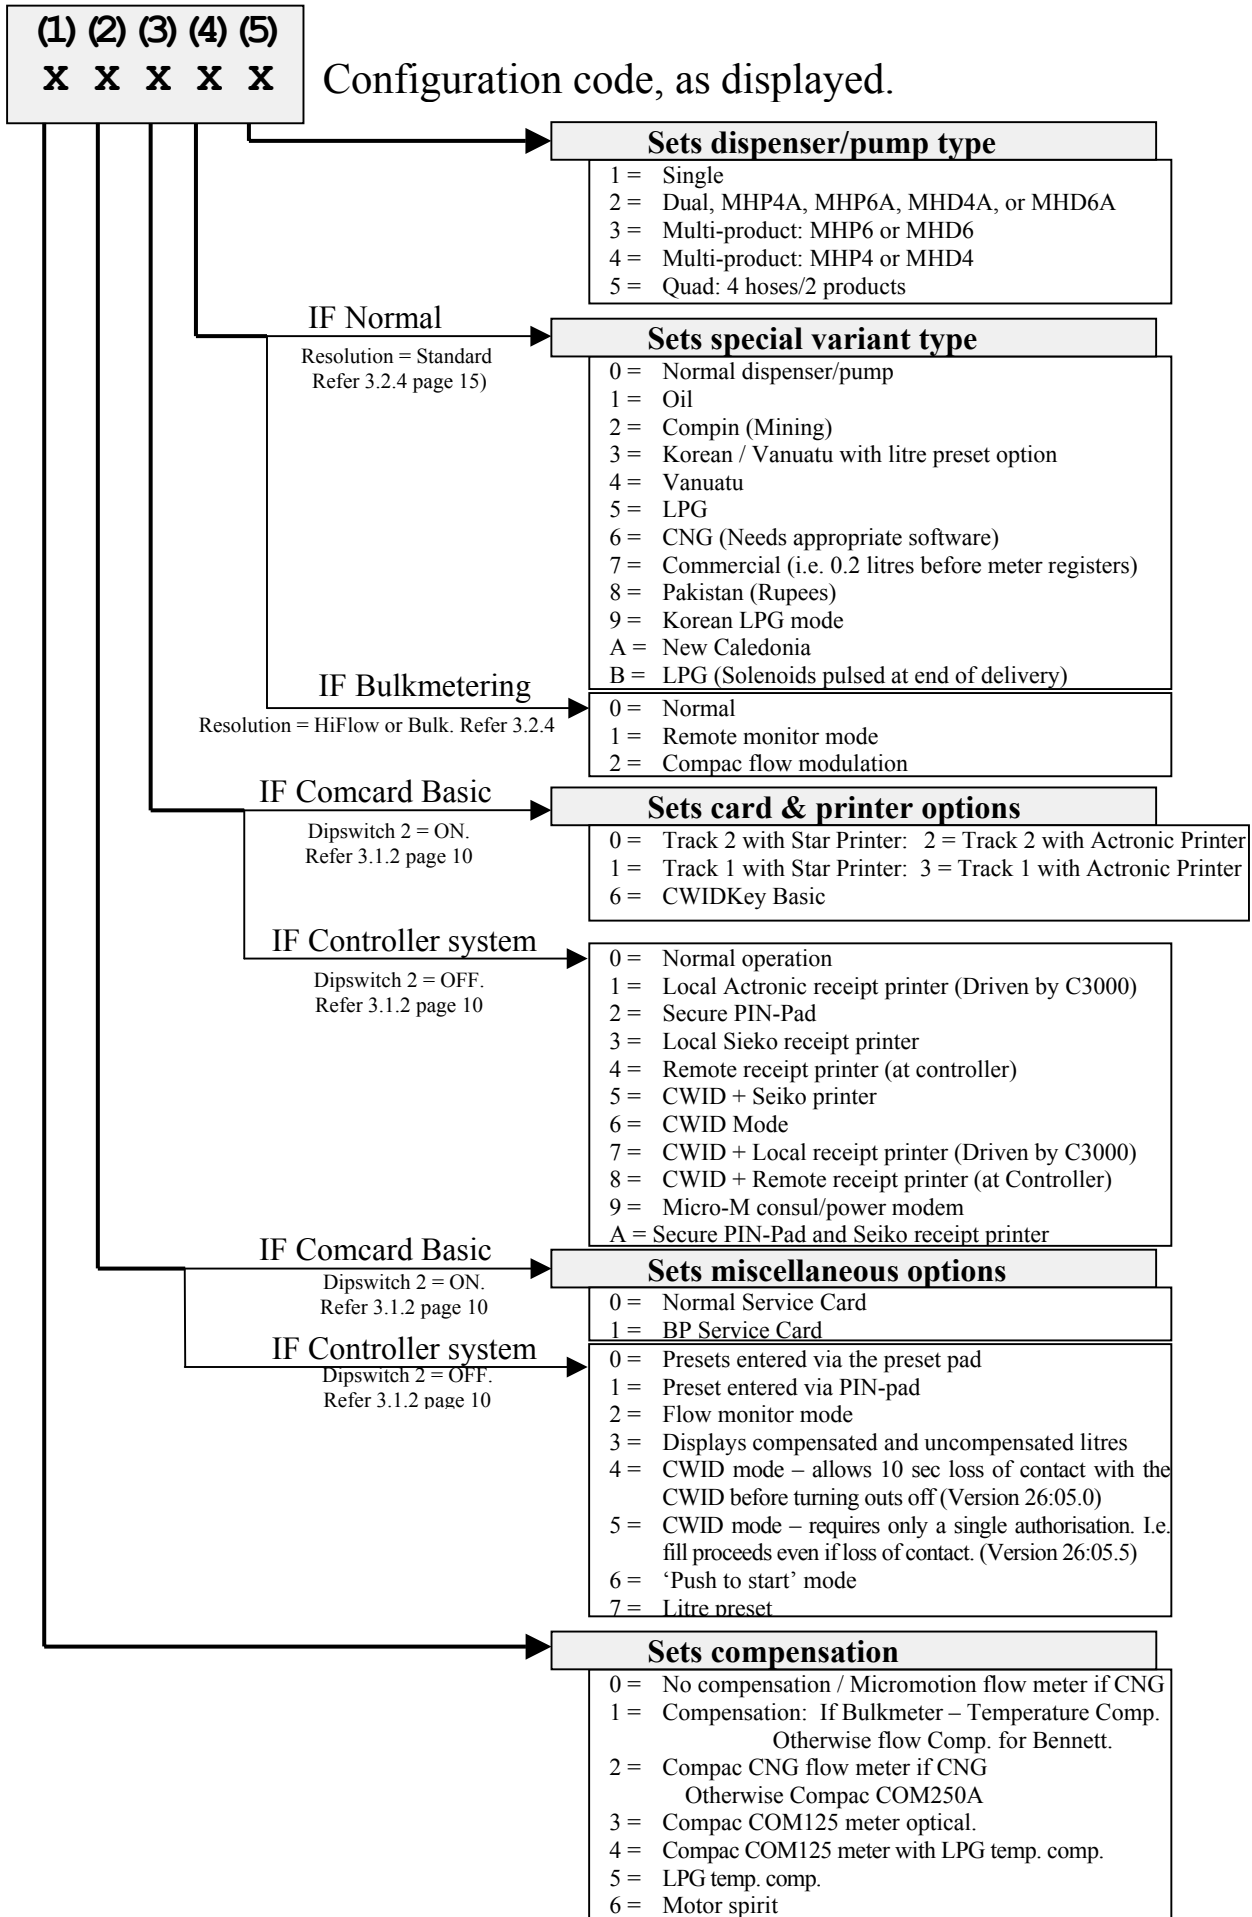 (1) (2) (3) (4) (5)
X X X X X
Configuration code, as displayed.
Sets dispenser/pump type
1 = Single
2 = Dual, MHP4A, MHP6A, MHD4A, or MHD6A
3 = Multi-product: MHP6 or MHD6
4 = Multi-product: MHP4 or MHD4
5 = Quad: 4 hoses/2 products
IF Normal
Resolution = Standard
Refer 3.2.4 page 15)
Sets special variant type
0 = Normal dispenser/pump
1 = Oil
2 = Compin (Mining)
3 = Korean / Vanuatu with litre preset option
4 = Vanuatu
5 = LPG
6 = CNG (Needs appropriate software)
7 = Commercial (i.e. 0.2 litres before meter registers)
8 = Pakistan (Rupees)
9 = Korean LPG mode
A = New Caledonia
B = LPG (Solenoids pulsed at end of delivery)
IF Bulkmetering
Resolution = HiFlow or Bulk. Refer 3.2.4
0 = Normal
1 = Remote monitor mode
2 = Compac flow modulation
IF Comcard Basic
Dipswitch 2 = ON.
Refer 3.1.2 page 10
Sets card & printer options
0 = Track 2 with Star Printer: 2 = Track 2 with Actronic Printer
1 = Track 1 with Star Printer: 3 = Track 1 with Actronic Printer
6 = CWIDKey Basic
IF Controller system
Dipswitch 2 = OFF.
Refer 3.1.2 page 10
0 = Normal operation
1 = Local Actronic receipt printer (Driven by C3000)
2 = Secure PIN-Pad
3 = Local Sieko receipt printer
4 = Remote receipt printer (at controller)
5 = CWID + Seiko printer
6 = CWID Mode
7 = CWID + Local receipt printer (Driven by C3000)
8 = CWID + Remote receipt printer (at Controller)
9 = Micro-M consul/power modem
A = Secure PIN-Pad and Seiko receipt printer
IF Comcard Basic
Dipswitch 2 = ON.
Refer 3.1.2 page 10
Sets miscellaneous options
0 = Normal Service Card
1 = BP Service Card
IF Controller system
Dipswitch 2 = OFF.
Refer 3.1.2 page 10
0 = Presets entered via the preset pad
1 = Preset entered via PIN-pad
2 = Flow monitor mode
3 = Displays compensated and uncompensated litres
4 = CWID mode – allows 10 sec loss of contact with the
CWID before turning outs off (Version 26:05.0)
5 = CWID mode – requires only a single authorisation. I.e.
fill proceeds even if loss of contact. (Version 26:05.5)
6 = ‘Push to start’ mode
7 = Litre preset
Sets compensation
0 = No compensation / Micromotion flow meter if CNG
1 = Compensation: If Bulkmeter – Temperature Comp.
Otherwise flow Comp. for Bennett.
2 = Compac CNG flow meter if CNG
Otherwise Compac COM250A
3 = Compac COM125 meter optical.
4 = Compac COM125 meter with LPG temp. comp.
5 = LPG temp. comp.
6 = Motor spirit